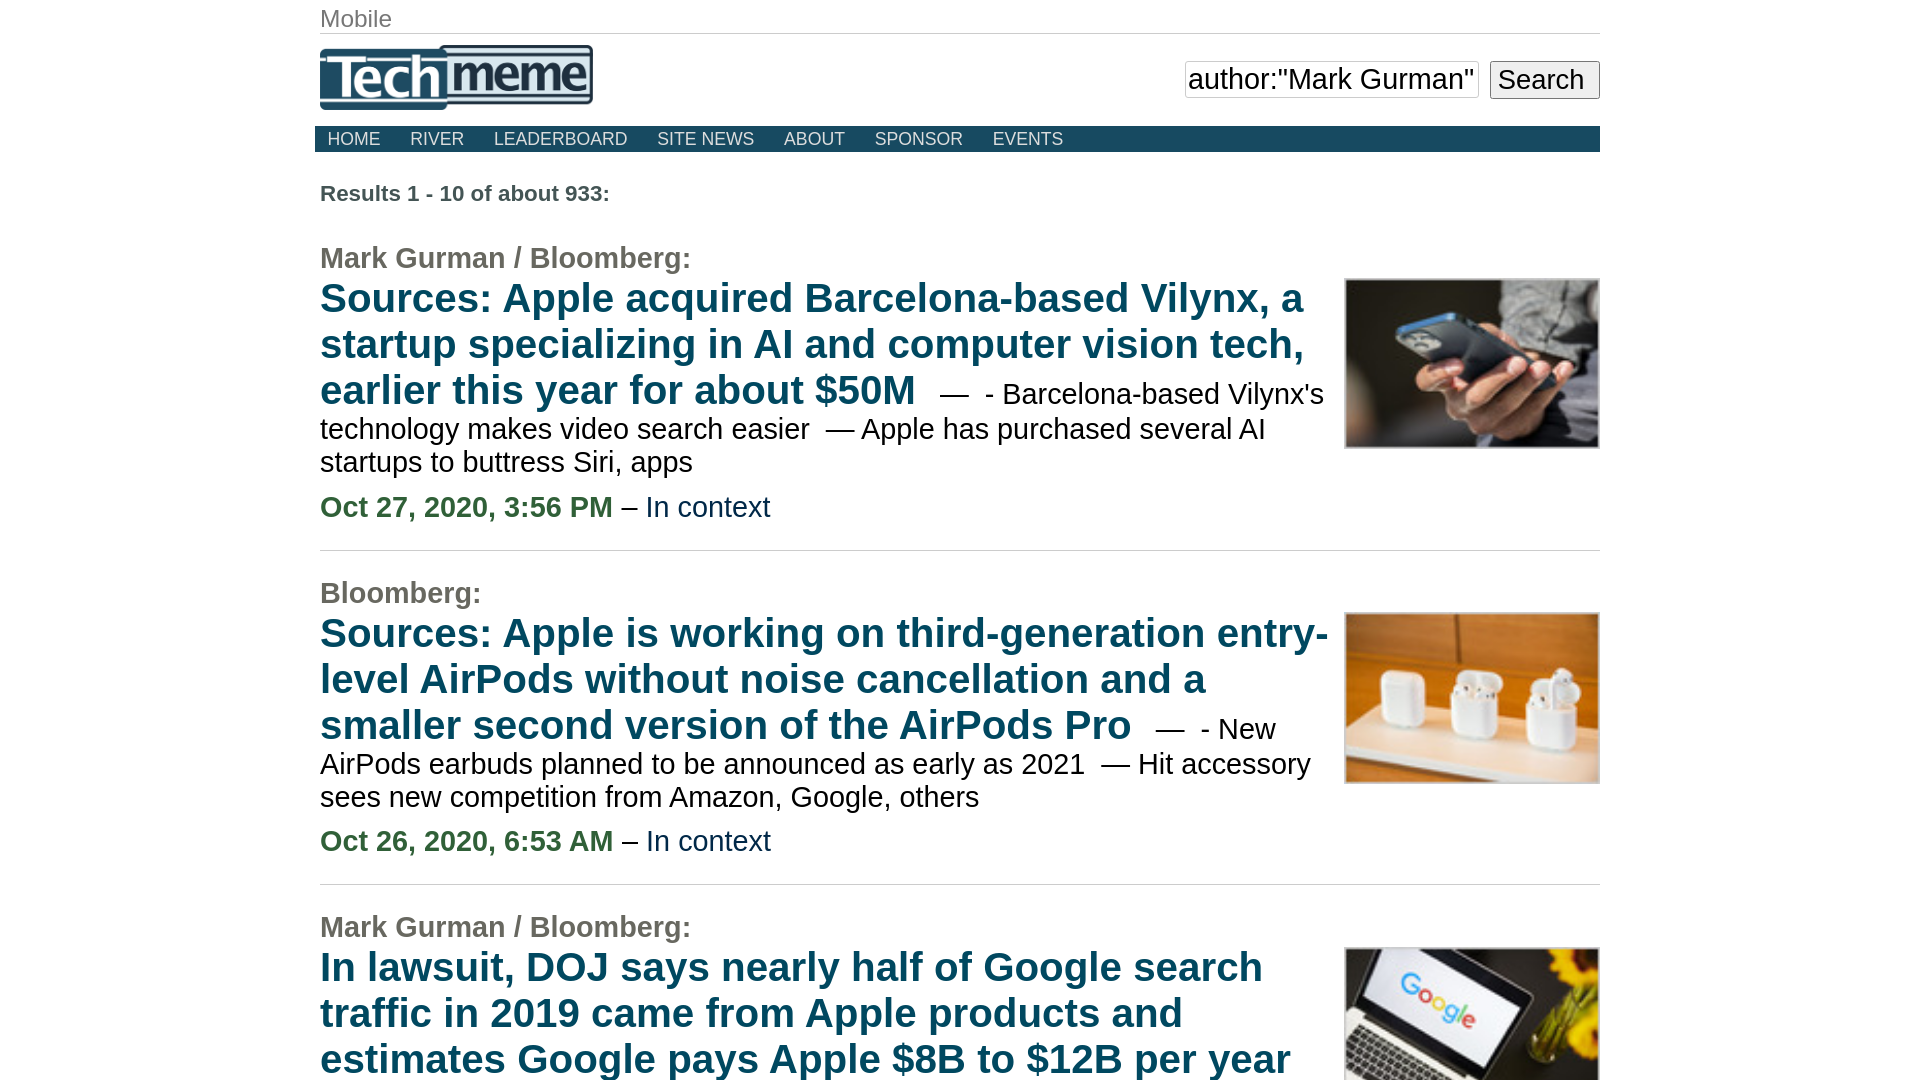 Mobile
Techmeme
author:"Mark Gurman"
Search
HOME RIVER LEADERBOARD SITE NEWS ABOUT SPONSOR EVENTS
Results 1 - 10 of about 933:
Mark Gurman / Bloomberg:
Sources: Apple acquired Barcelona-based Vilynx, a
startup specializing in AI and computer vision tech,
earlier this year for about $50M — - Barcelona-based Vilynx's
technology makes video search easier — Apple has purchased several AI
startups to buttress Siri, apps
Oct 27, 2020, 3:56 PM – In context
Bloomberg:
Sources: Apple is working on third-generation entry-
level AirPods without noise cancellation and a
smaller second version of the AirPods Pro — - New
AirPods earbuds planned to be announced as early as 2021 — Hit accessory
sees new competition from Amazon, Google, others
Oct 26, 2020, 6:53 AM – In context
Mark Gurman / Bloomberg:
In lawsuit, DOJ says nearly half of Google search
traffic in 2019 came from Apple products and
estimates Google pays Apple $8B to $12B per year
Google